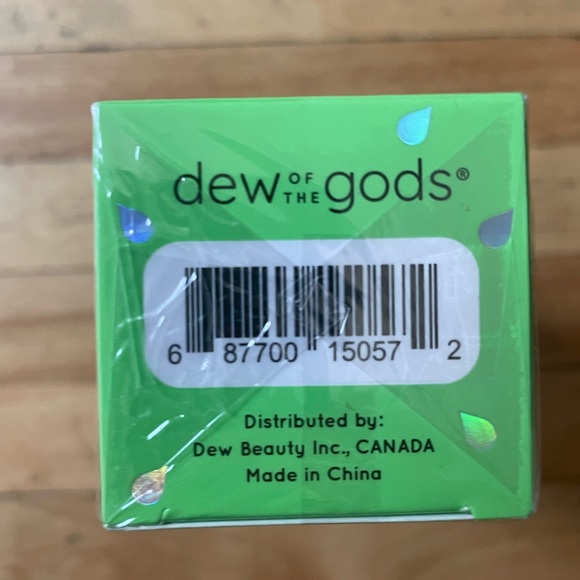 dew OF THE gods®
6 87700 15057 2
Distributed by:
Dew Beauty Inc., CANADA
Made in China